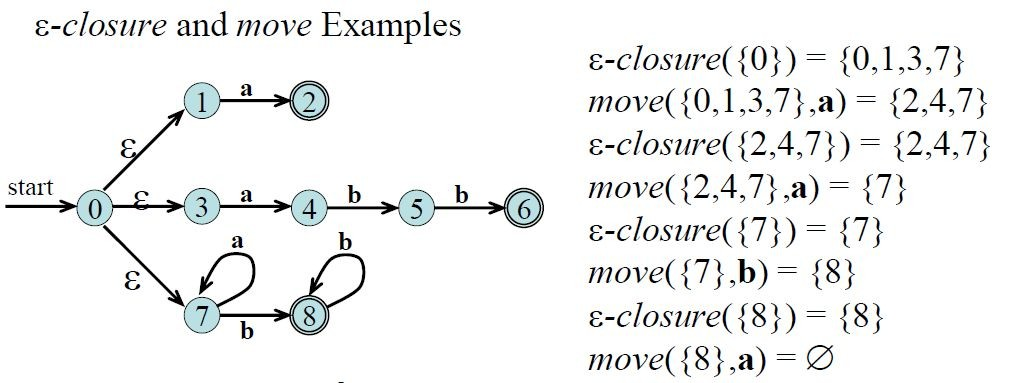 ε-closure and move Examples
1 a 2
ε
start 0 ε 3 a 4 b 5 b 6
ε
a b
7 b 8
ε-closure({0}) = {0,1,3,7}
move({0,1,3,7},a) = {2,4,7}
ε-closure({2,4,7}) = {2,4,7}
move({2,4,7},a) = {7}
ε-closure({7}) = {7}
move({7},b) = {8}
ε-closure({8}) = {8}
move({8},a) = ∅